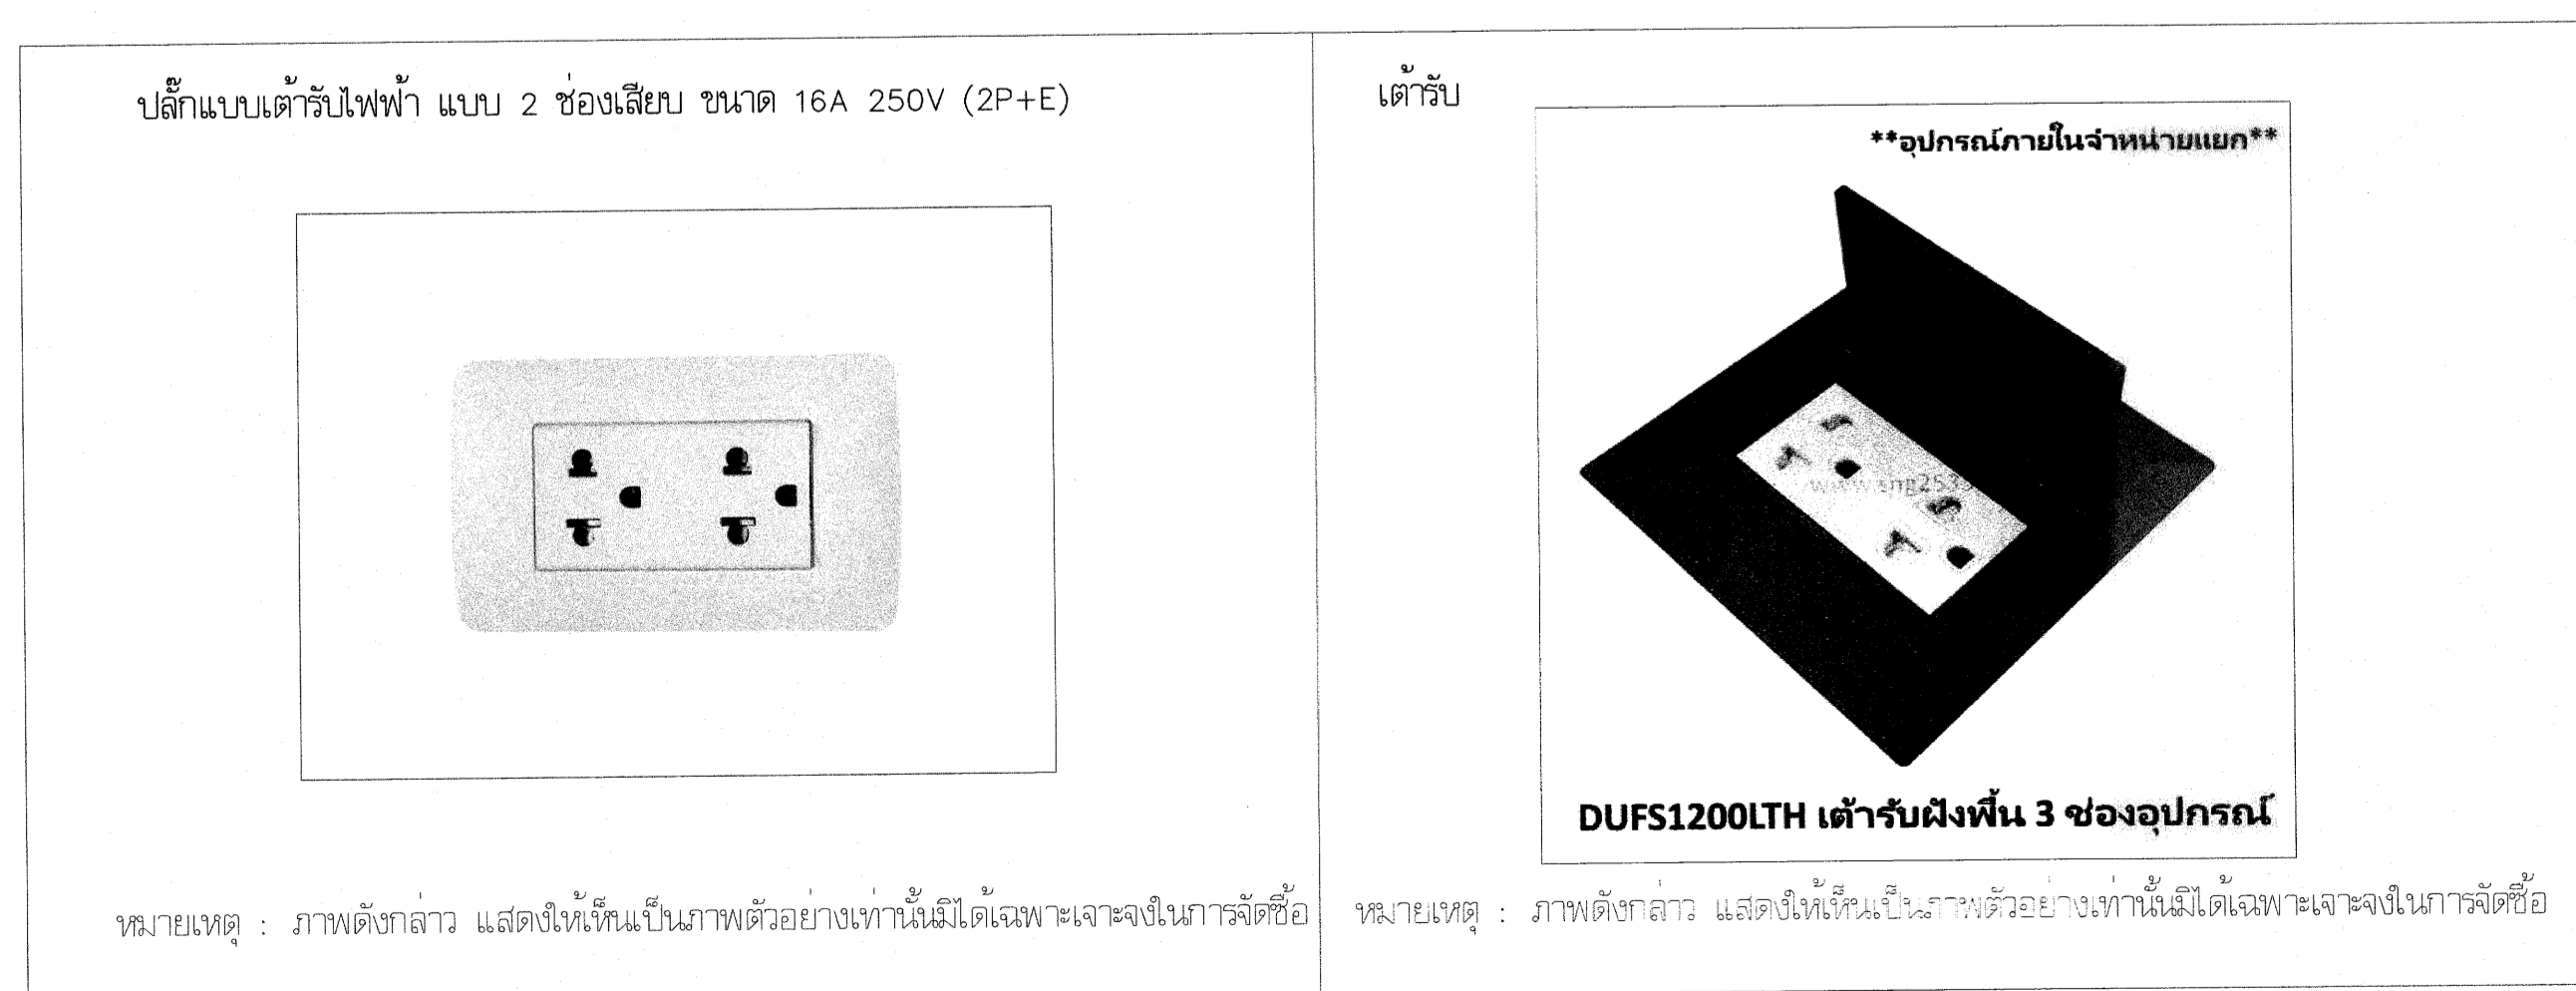 ปลั๊กแบบเต้ารับไฟฟ้า แบบ 2 ช่องเสียบ ขนาด 16A 250V (2P+E)
หมายเหตุ : ภาพดังกล่าว แสดงให้เห็นเป็นภาพตัวอย่างเท่านั้นมิได้เฉพาะเจาะจงในการจัดซื้อ
เต้ารับ
**อุปกรณ์ภายในจำหน่ายแยก**
DUFS1200LTH เต้ารับฝังพื้น 3 ช่องอุปกรณ์
หมายเหตุ : ภาพดังกล่าว แสดงให้เห็นเป็นภาพตัวอย่างเท่านั้นมิได้เฉพาะเจาะจงในการจัดซื้อ